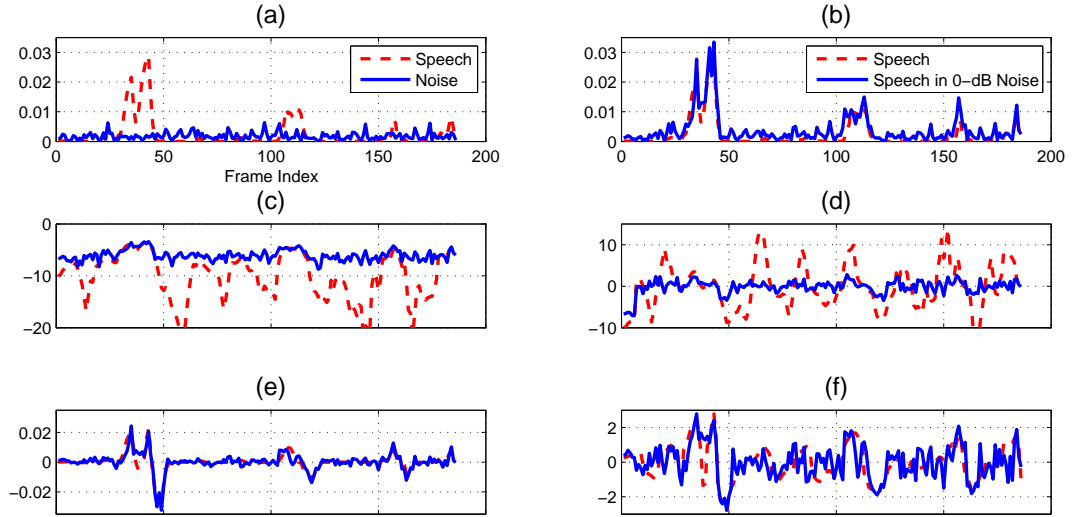 (a)
0.03
0.02
0.01
0
Speech
Noise
0 50 100 150 200
Frame Index
(b)
0.03
0.02
0.01
0
Speech
Speech in 0−dB Noise
0 50 100 150 200
(c)
0
−10
−20
(d)
10
0
−10
(e)
0.02
0
−0.02
(f)
2
0
−2